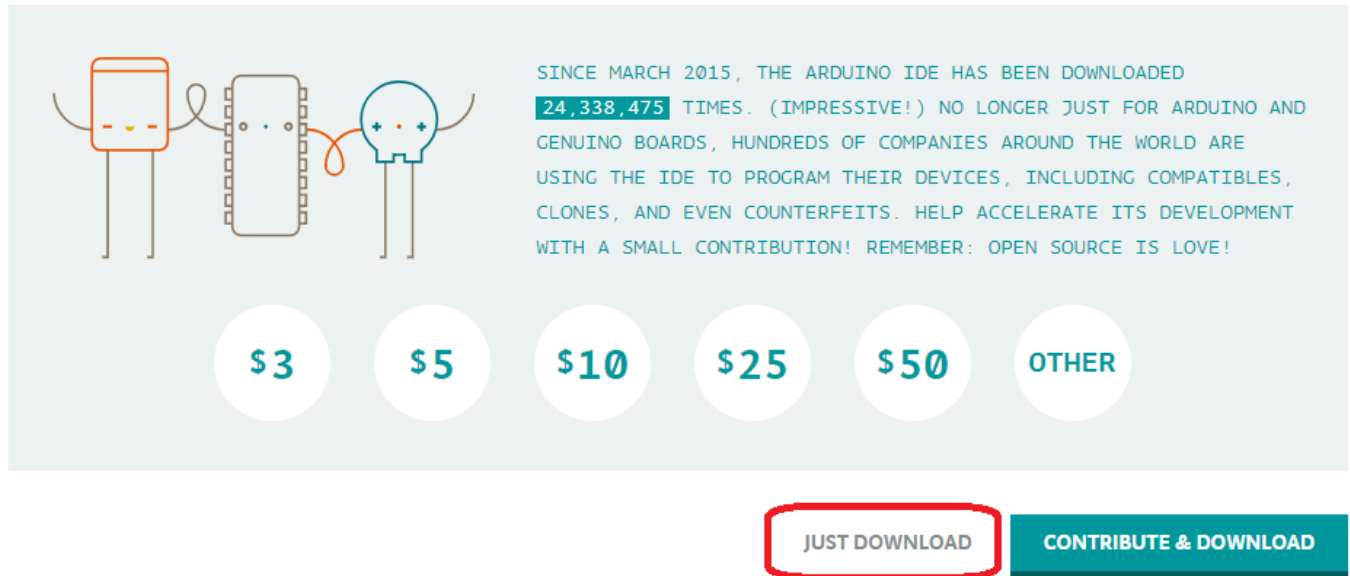 SINCE MARCH 2015, THE ARDUINO IDE HAS BEEN DOWNLOADED
24,338,475 TIMES. (IMPRESSIVE!) NO LONGER JUST FOR ARDUINO AND
GENUINO BOARDS, HUNDREDS OF COMPANIES AROUND THE WORLD ARE
USING THE IDE TO PROGRAM THEIR DEVICES, INCLUDING COMPATIBLES,
CLONES, AND EVEN COUNTERFEITS. HELP ACCELERATE ITS DEVELOPMENT
WITH A SMALL CONTRIBUTION! REMEMBER: OPEN SOURCE IS LOVE!
$3 $5 $10 $25 $50 OTHER
JUST DOWNLOAD CONTRIBUTE & DOWNLOAD